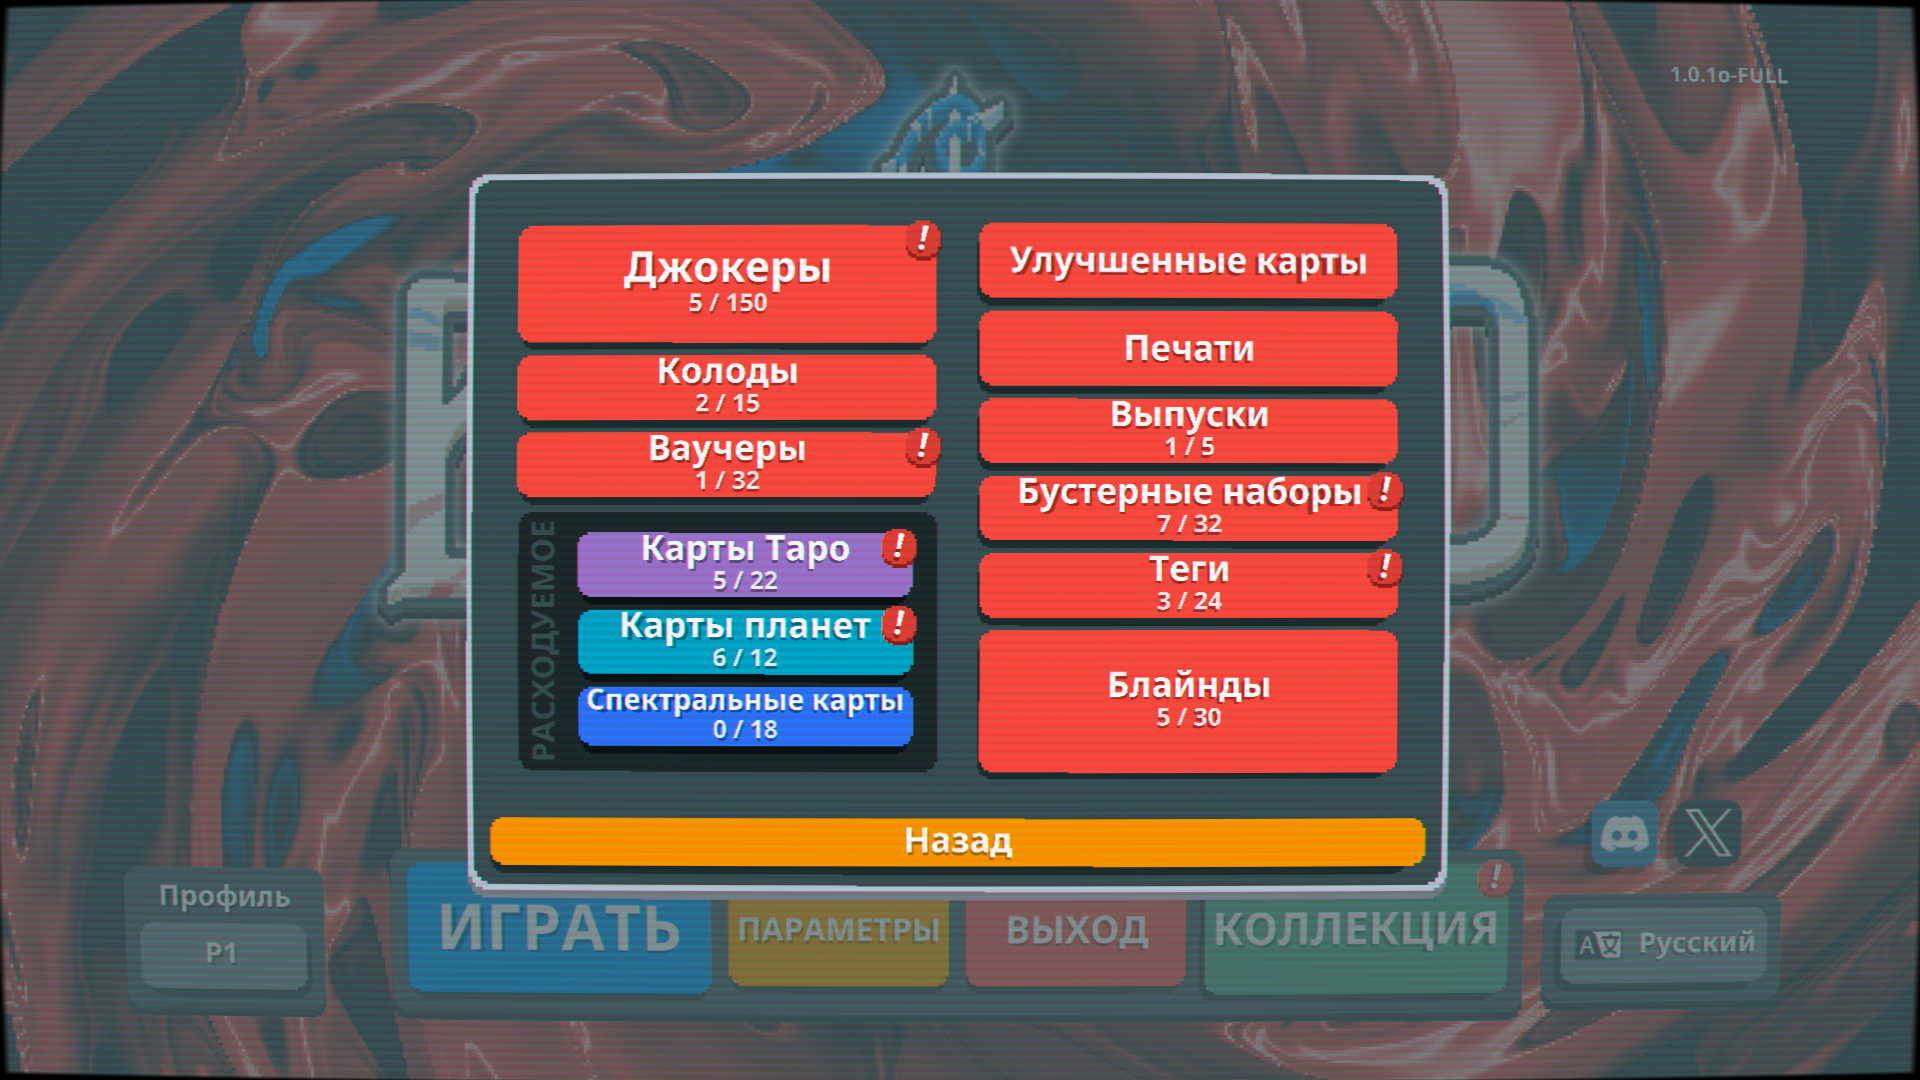 1.0.1o-FULL
Джокеры
5 / 150
Колоды
2 / 15
Ваучеры
1 / 32
РАСХОДУЕМОЕ
Карты Таро
5 / 22
Карты планет
6 / 12
Спектральные карты
0 / 18
Улучшенные карты
Печати
Выпуски
1 / 5
Бустерные наборы
7 / 32
Теги
3 / 24
Блайнды
5 / 30
Назад
Профиль
P1
ИГРАТЬ
ПАРАМЕТРЫ
ВЫХОД
КОЛЛЕКЦИЯ
Русский